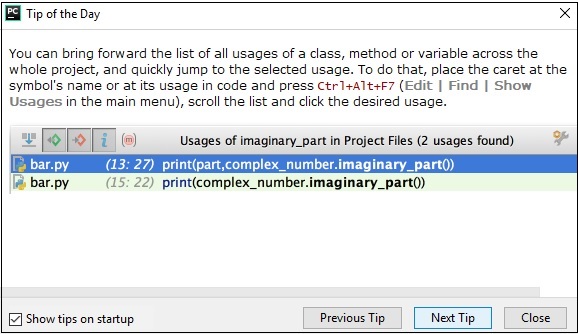 PC Tip of the Day
You can bring forward the list of all usages of a class, method or variable across the
whole project, and quickly jump to the selected usage. To do that, place the caret at the
symbol's name or at its usage in code and press Ctrl+Alt+F7 (Edit | Find | Show
Usages in the main menu), scroll the list and click the desired usage.
Usages of imaginary_part in Project Files (2 usages found)
bar.py (13: 27) print(part,complex_number.imaginary_part())
bar.py (15: 22) print(complex_number.imaginary_part())
Show tips on startup Previous Tip Next Tip Close